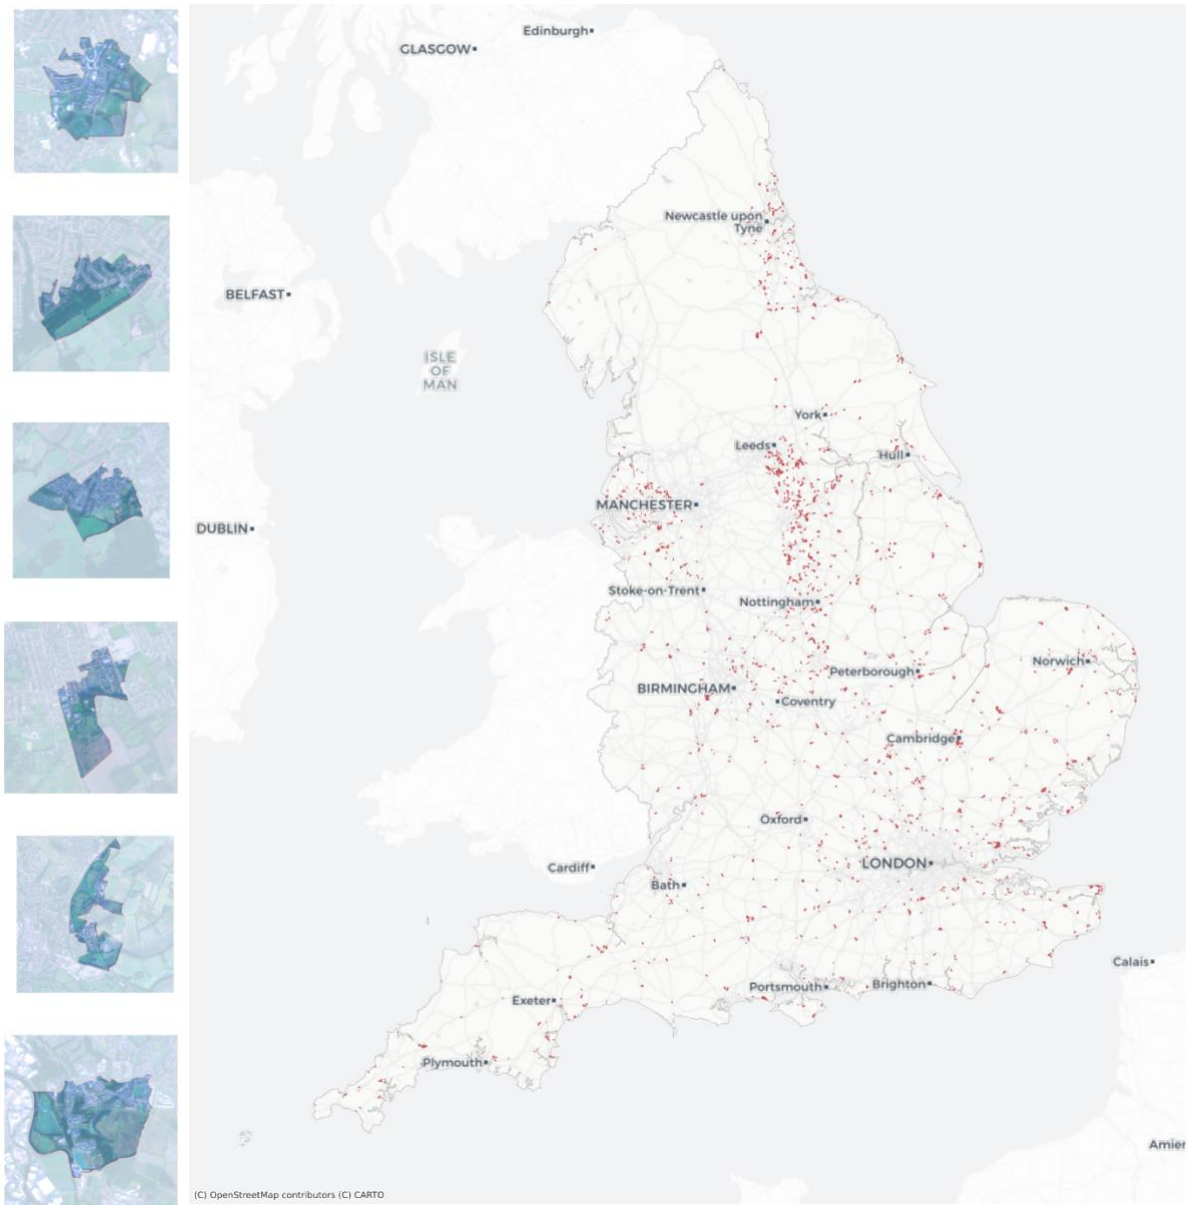 Edinburgh
GLASGOW
Newcastle upon
Tyne
BELFAST
ISLE
OF
MAN
York
Leeds
Hull
MANCHESTER
DUBLIN
Stoke-on-Trent
Nottingham
Norwich
Peterborough
BIRMINGHAM
Coventry
Cambridge
Oxford
LONDON
Cardiff
Bath
Calais
Portsmouth
Brighton
Exeter
Plymouth
Amier
(C) OpenStreetMap contributors (C) CARTO